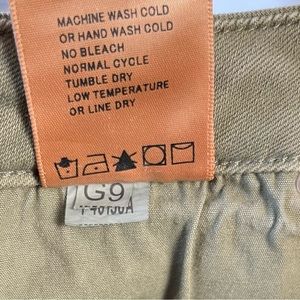 MACHINE WASH COLD
OR HAND WASH COLD
NO BLEACH
NORMAL CYCLE
TUMBLE DRY
LOW TEMPERATURE
OR LINE DRY
G9